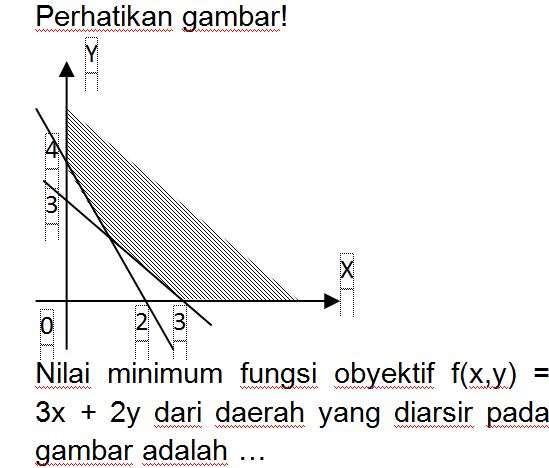 Perhatikan gambar!
Y
4
3
X
0 2 3
Nilai minimum fungsi obyektif f(x,y) =
3x + 2y dari daerah yang diarsir pada
gambar adalah …